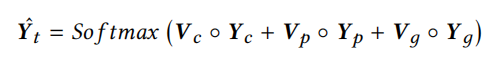 Ŷ_t = Softmax (V_c ∘ Y_c + V_p ∘ Y_p + V_g ∘ Y_g)